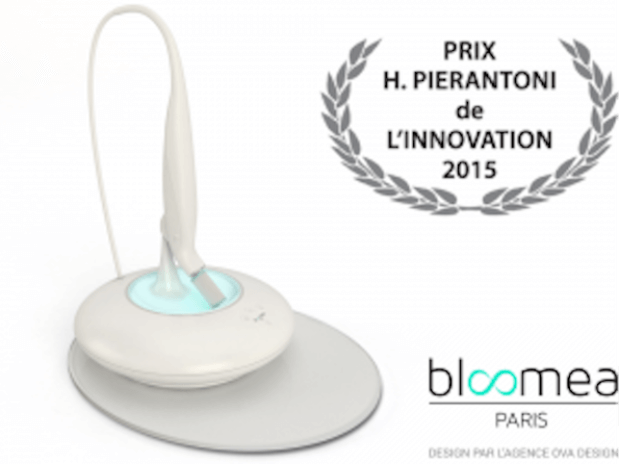 PRIX
H. PIERANTONI
de
L'INNOVATION
2015
bloomea
PARIS
DESIGN PAR L'AGENCE OVA DESIGN